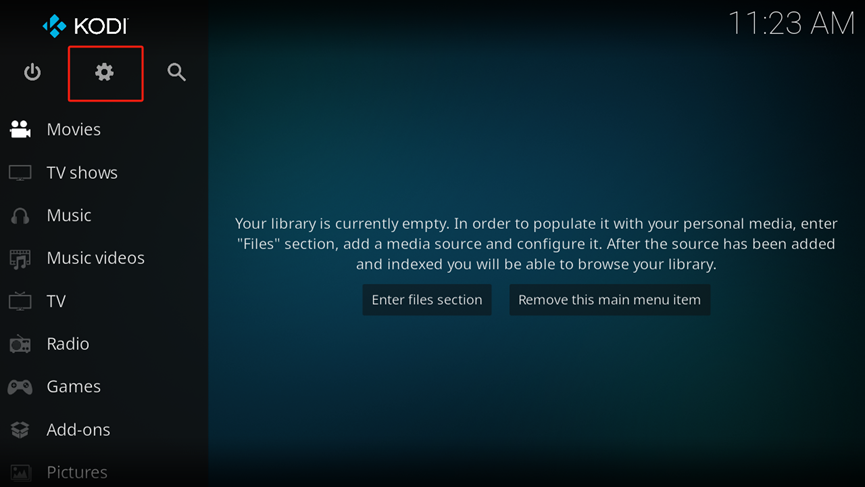 KODI
11:23 AM
Movies
TV shows
Music
Music videos
TV
Radio
Games
Add-ons
Pictures
Your library is currently empty. In order to populate it with your personal media, enter
"Files" section, add a media source and configure it. After the source has been added
and indexed you will be able to browse your library.
Enter files section
Remove this main menu item